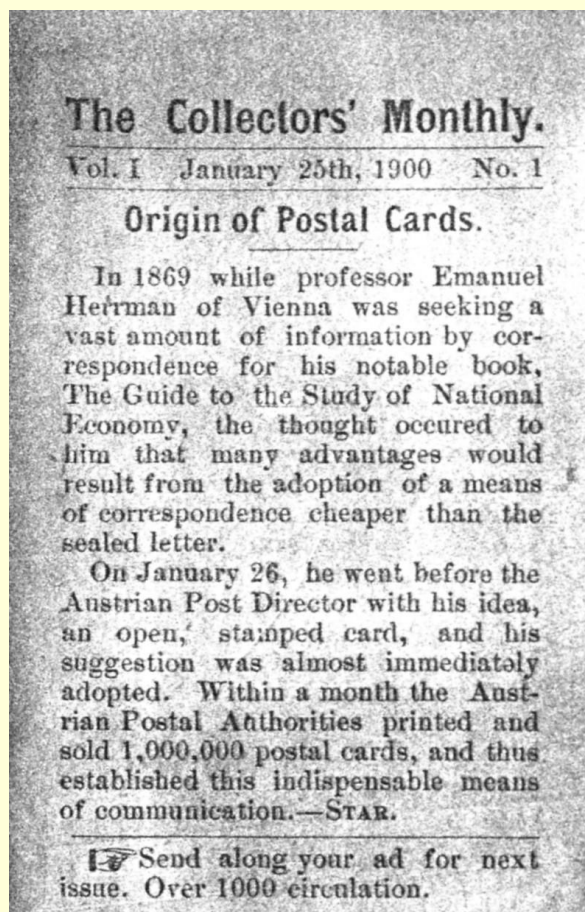 The Collectors' Monthly.
Vol. I January 25th, 1900 No. 1
Origin of Postal Cards.
In 1869 while professor Emanuel
Herrman of Vienna was seeking a
vast amount of information by cor-
respondence for his notable book,
The Guide to the Study of National
Economy, the thought occured to
him that many advantages would
result from the adoption of a means
of correspondence cheaper than the
sealed letter.
On January 26, he went before the
Austrian Post Director with his idea,
an open, stamped card, and his
suggestion was almost immediately
adopted. Within a month the Aust-
rian Postal Authorities printed and
sold 1,000,000 postal cards, and thus
established this indispensable means
of communication.—STAR.
☞Send along your ad for next
issue. Over 1000 circulation.